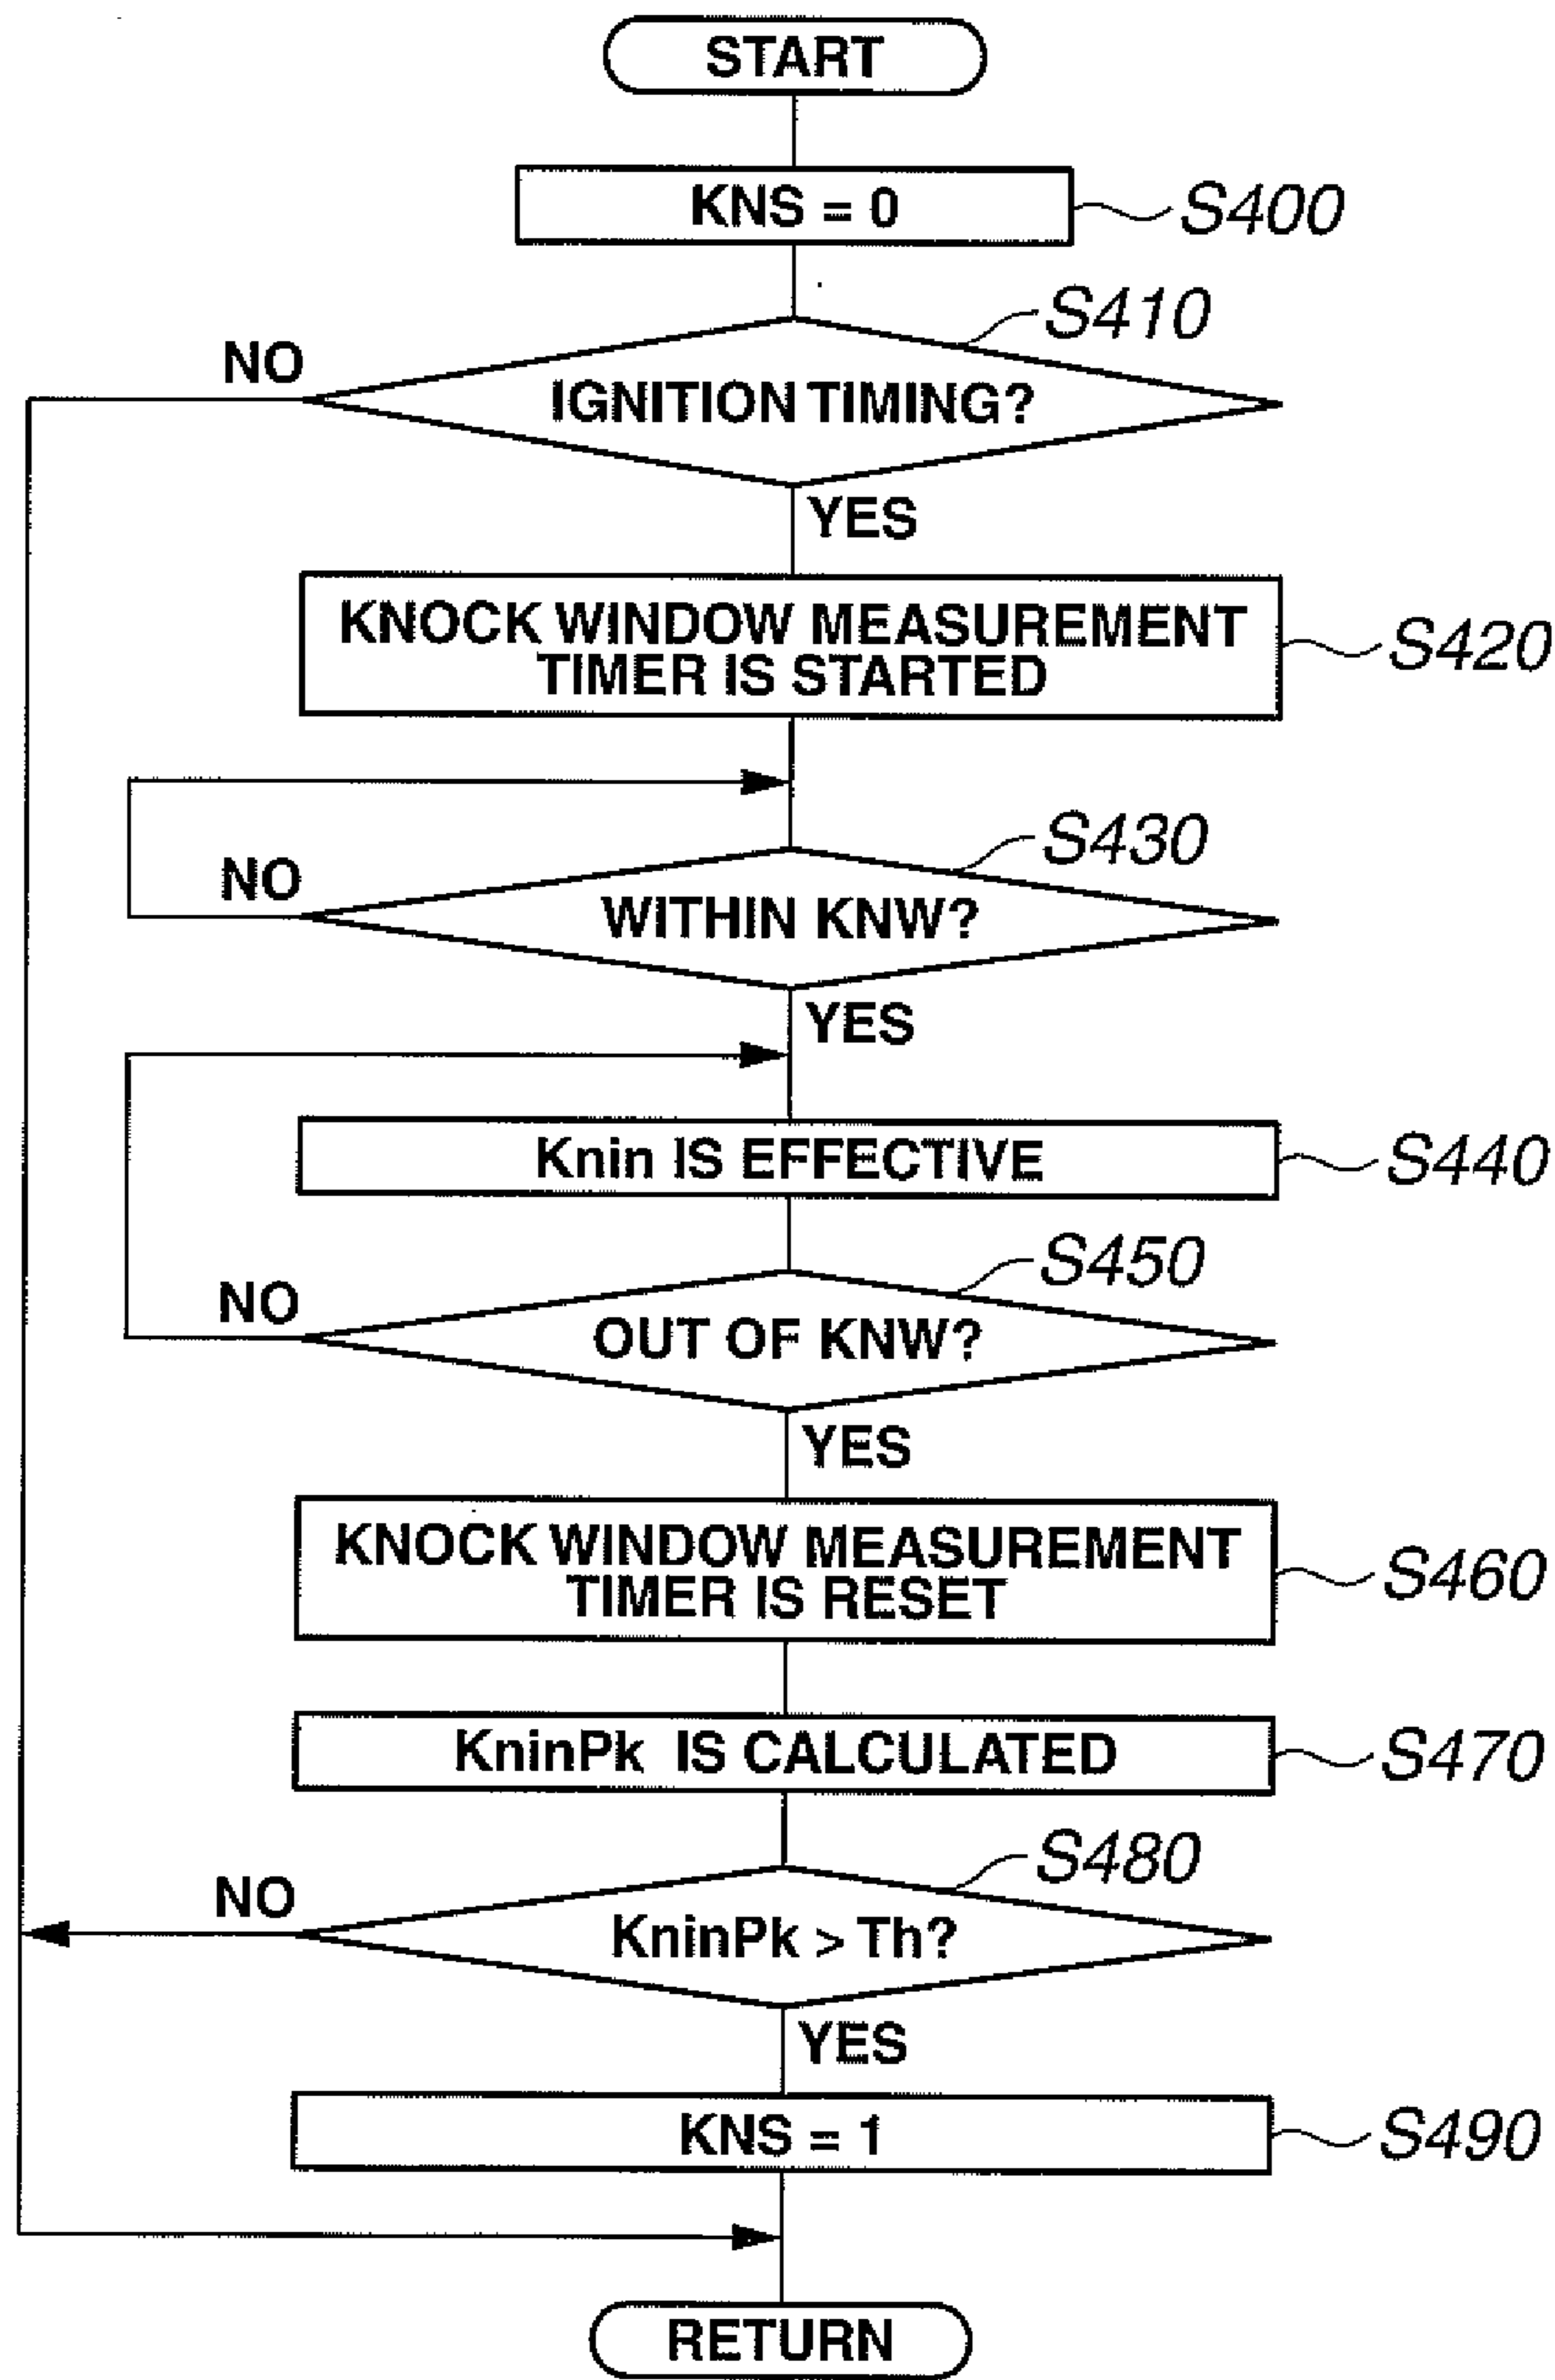 START
KNS = 0
S400
S410
NO
IGNITION TIMING?
YES
KNOCK WINDOW MEASUREMENT
TIMER IS STARTED
S420
S430
NO
WITHIN KNW?
YES
Knin IS EFFECTIVE
S440
S450
NO
OUT OF KNW?
YES
KNOCK WINDOW MEASUREMENT
TIMER IS RESET
S460
KninPk IS CALCULATED
S470
S480
NO
KninPk > Th?
YES
KNS = 1
S490
RETURN